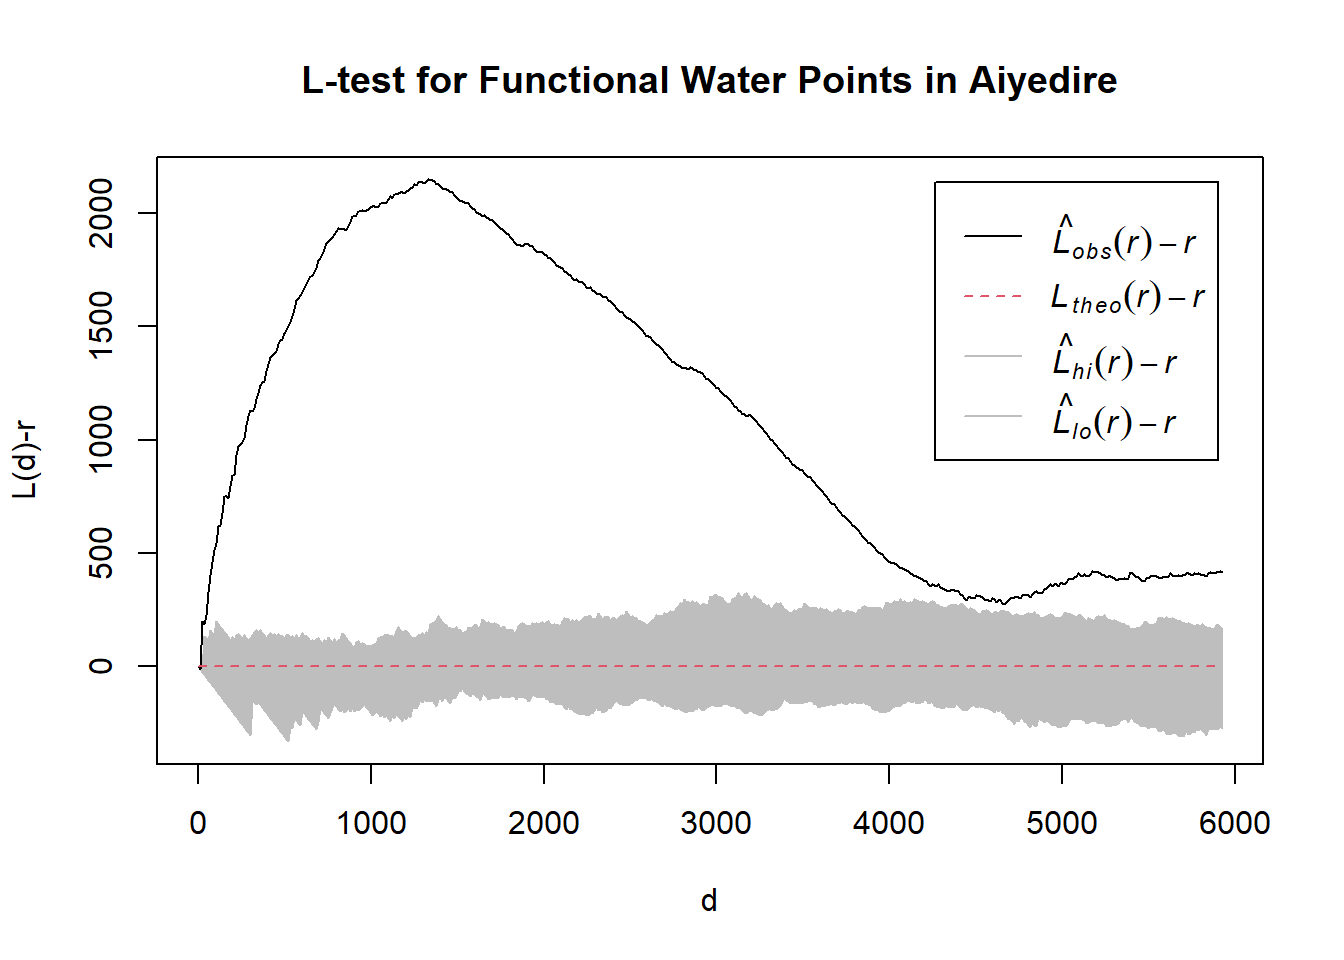 L-test for Functional Water Points in Aiyedire
L̂obs(r) − r
Ltheo(r) − r
L̂hi(r) − r
L̂lo(r) − r
L(d)-r
2000
1500
1000
500
0
0 1000 2000 3000 4000 5000 6000
d